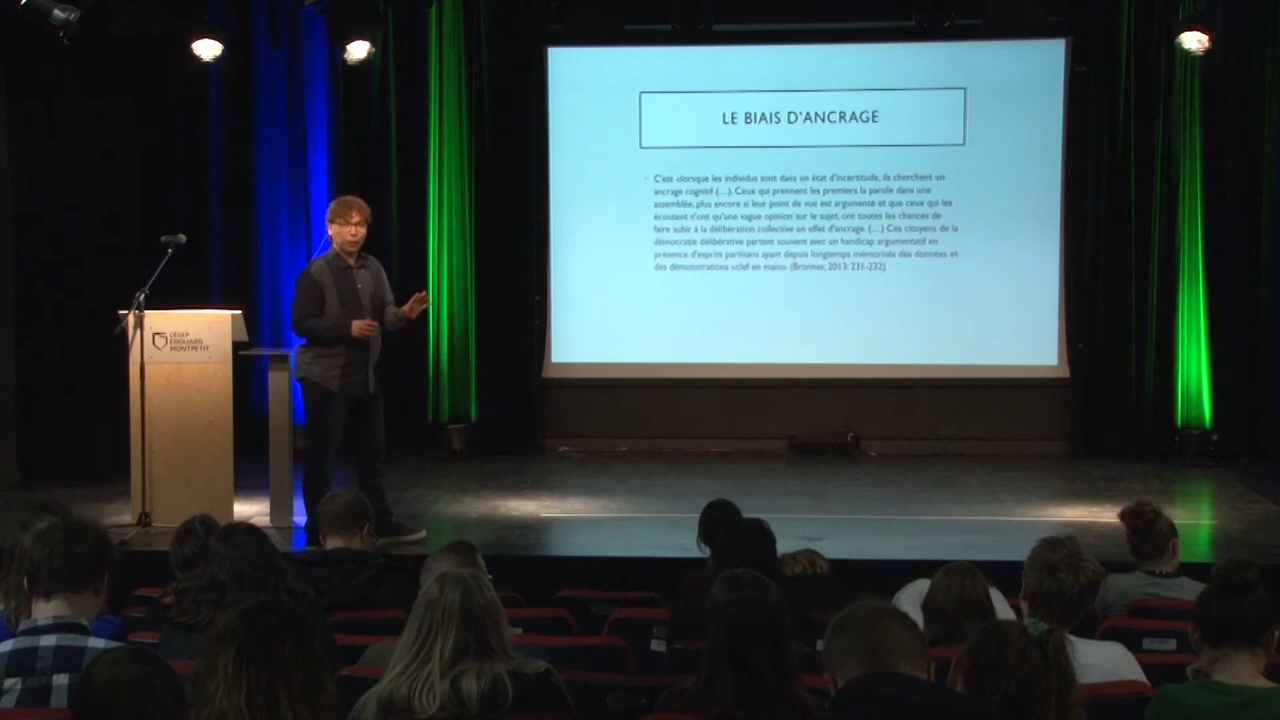 LE BIAIS D'ANCRAGE
C'est «lorsque les individus sont dans un état d'incertitude, ils cherchent un
ancrage cognitif (...). Ceux qui prennent les premiers la parole dans une
assemblée, plus encore si leur point de vue est argumenté et que ceux qui les
écoutent n'ont qu'une vague opinion sur le sujet, ont toutes les chances de
faire subir à la délibération collective un effet d'ancrage. (...) Ces citoyens de la
démocratie délibérative partent souvent avec un handicap argumentatif en
présence d'esprits partisans ayant depuis longtemps mémorisés des données et
des démonstrations «clef en main». (Bronner, 2013: 231-232)
CÉGEP
ÉDOUARD
MONTPETIT